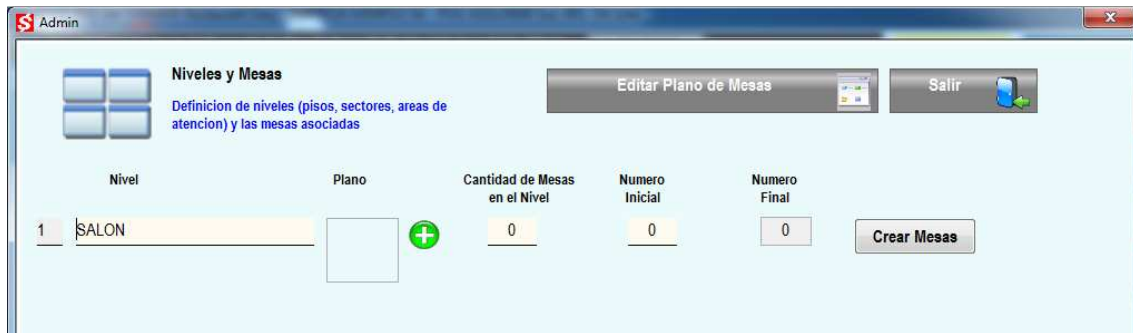 Admin
Niveles y Mesas
Definicion de niveles (pisos, sectores, areas de
atencion) y las mesas asociadas
Editar Plano de Mesas
Salir
Nivel
Plano
Cantidad de Mesas
en el Nivel
Numero
Inicial
Numero
Final
1
SALON
0
0
0
Crear Mesas